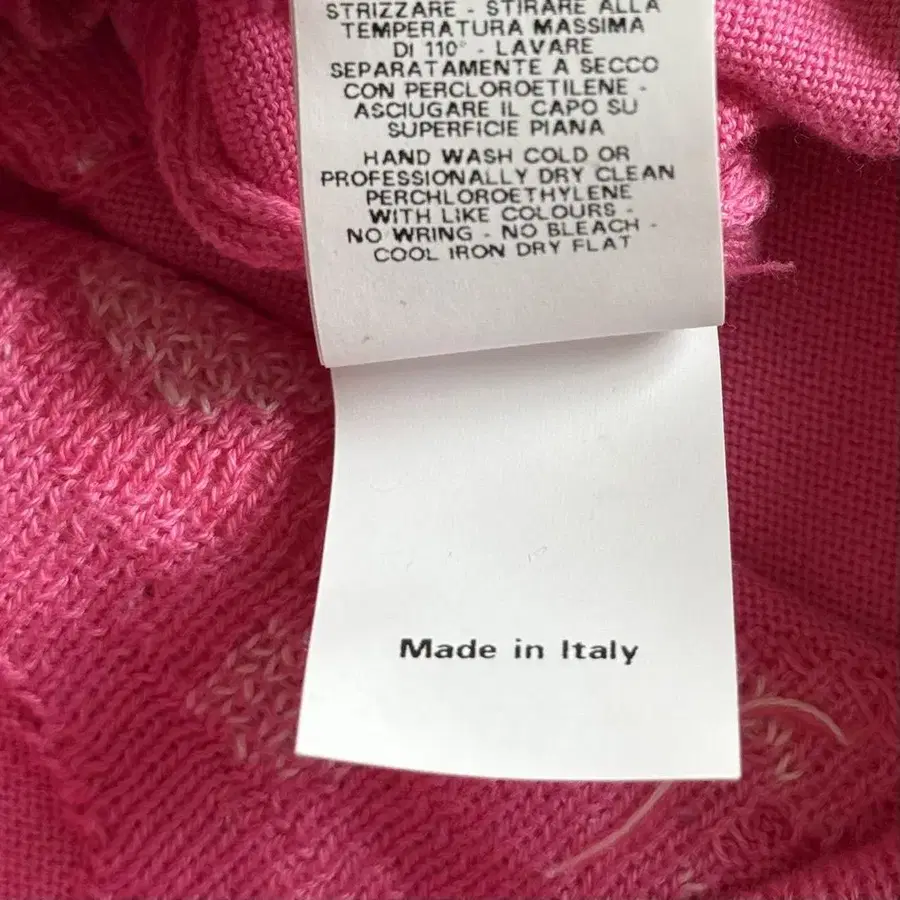 STRIZZARE - STIRARE ALLA
TEMPERATURA MASSIMA
DI 110° - LAVARE
SEPARATAMENTE A SECCO
CON PERCLOROETILENE -
ASCIUGARE IL CAPO SU
SUPERFICIE PIANA
HAND WASH COLD OR
PROFESSIONALLY DRY CLEAN
PERCHLOROETHYLENE
WITH LIKE COLOURS -
NO WRING - NO BLEACH -
COOL IRON DRY FLAT
Made in Italy